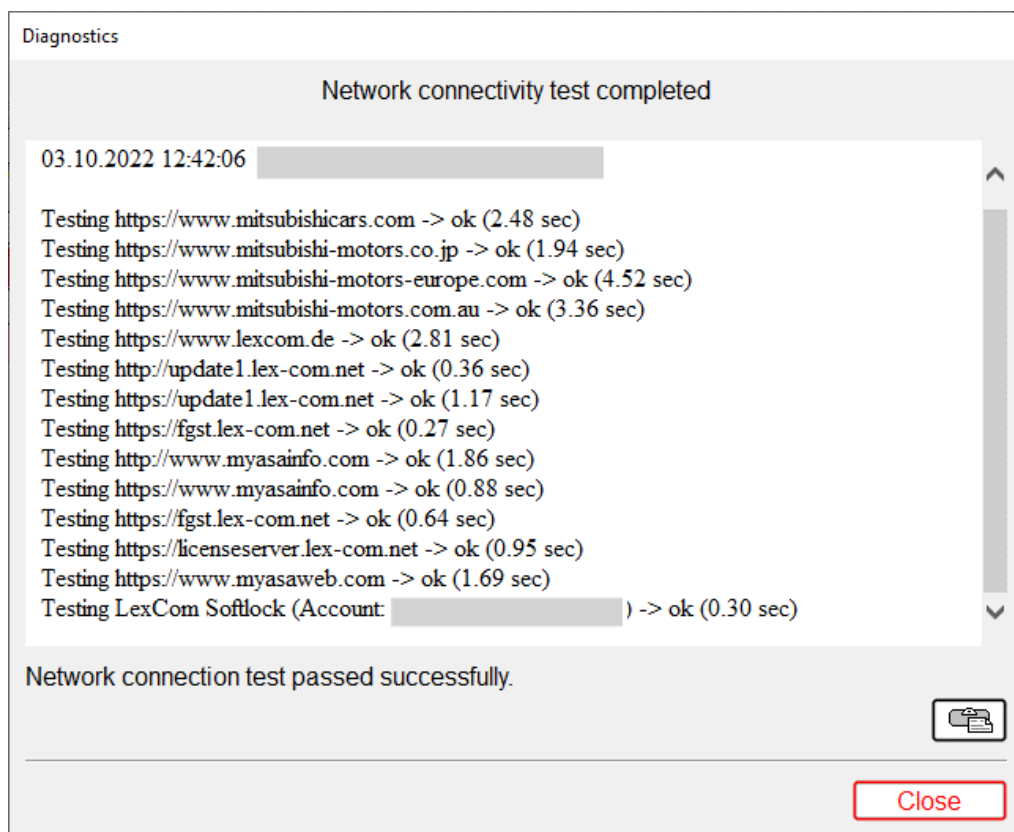 Diagnostics
Network connectivity test completed
03.10.2022 12:42:06
Testing https://www.mitsubishicars.com -> ok (2.48 sec)
Testing https://www.mitsubishi-motors.co.jp -> ok (1.94 sec)
Testing https://www.mitsubishi-motors-europe.com -> ok (4.52 sec)
Testing https://www.mitsubishi-motors.com.au -> ok (3.36 sec)
Testing https://www.lexcom.de -> ok (2.81 sec)
Testing http://update1.lex-com.net -> ok (0.36 sec)
Testing https://update1.lex-com.net -> ok (1.17 sec)
Testing https://fgst.lex-com.net -> ok (0.27 sec)
Testing http://www.myasainfo.com -> ok (1.86 sec)
Testing https://www.myasainfo.com -> ok (0.88 sec)
Testing https://fgst.lex-com.net -> ok (0.64 sec)
Testing https://licenseserver.lex-com.net -> ok (0.95 sec)
Testing https://www.myasaweb.com -> ok (1.69 sec)
Testing LexCom Softlock (Account: ) -> ok (0.30 sec)
Network connection test passed successfully.
Close